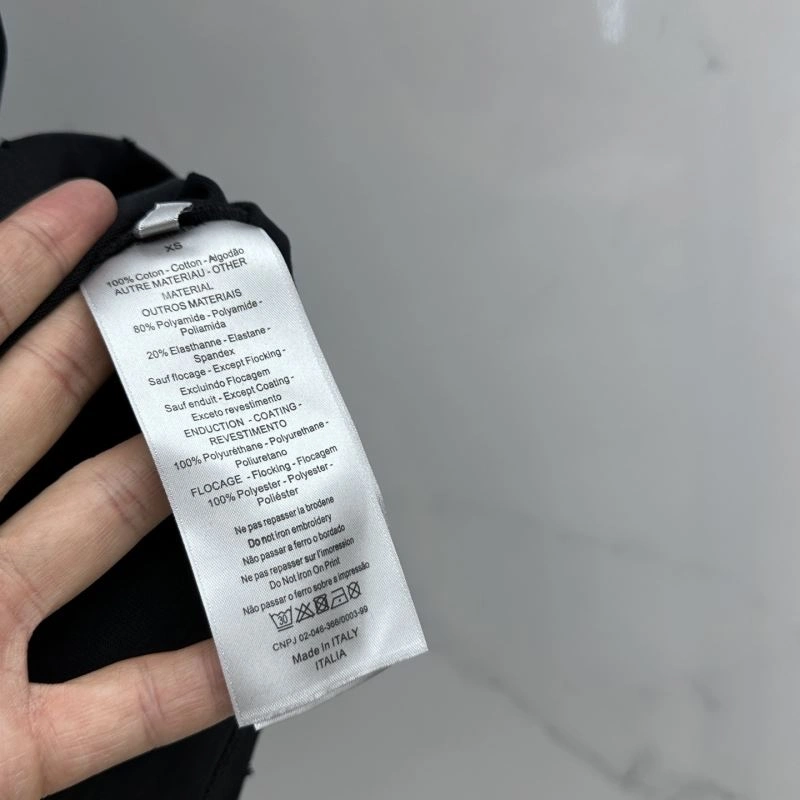 XS
100% Coton - Cotton - Algodão
AUTRE MATERIAU - OTHER
MATERIAL
OUTROS MATERIAIS
80% Polyamide - Polyamide -
Poliamida
20% Elasthanne - Elastane -
Spandex
Sauf flocage - Except Flocking -
Excluindo Flocagem
Sauf enduit - Except Coating -
Exceto revestimento
ENDUCTION - COATING -
REVESTIMENTO
100% Polyuréthane - Polyurethane -
Poliuretano
FLOCAGE - Flocking - Flocagem
100% Polyester - Polyester -
Poliéster
Ne pas repasser la brodene
Do not iron embroidery
Não passar a ferro o bordado
Ne pas repasser sur l'imoression
Do Not Iron On Print
Não passar o ferro sobre a impressão
30
CNPJ 02-046-366/0003-99
Made In ITALY
ITALIA